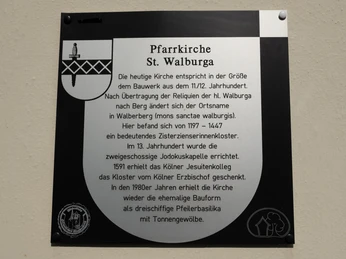 Pfarrkirche
St. Walburga
Die heutige Kirche entspricht in der Größe
dem Bauwerk aus dem 11./12. Jahrhundert.
Nach Übertragung der Reliquien der hl. Walburga
nach Berg ändert sich der Ortsname
in Walberberg (mons sanctae walburgis).
Hier befand sich von 1197 – 1447
ein bedeutendes Zisterzienserinnenkloster.
Im 13. Jahrhundert wurde die
zweigeschossige Jodokuskapelle errichtet.
1591 erhielt das Kölner Jesuitenkolleg
das Kloster vom Kölner Erzbischof geschenkt.
In den 1980er Jahren erhielt die Kirche
wieder die ehemalige Bauform
als dreischiffige Pfeilerbasilika
mit Tonnengewölbe.